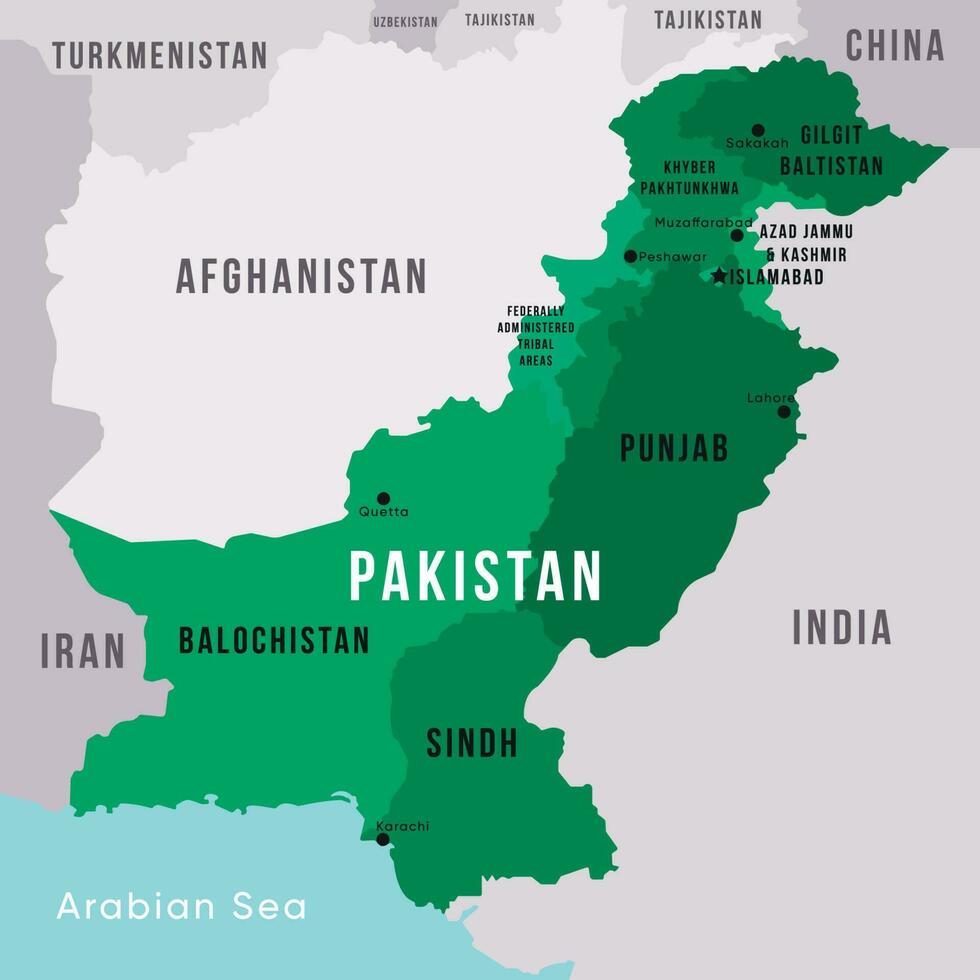 UZBEKISTAN
TAJIKISTAN
TAJIKISTAN
TURKMENISTAN
CHINA
Sakakah
GILGIT
BALTISTAN
KHYBER
PAKHTUNKHWA
Muzaffarabad
AZAD JAMMU
& KASHMIR
Peshawar
ISLAMABAD
AFGHANISTAN
FEDERALLY
ADMINISTERED
TRIBAL
AREAS
Lahore
PUNJAB
Quetta
PAKISTAN
INDIA
IRAN
BALOCHISTAN
SINDH
Karachi
Arabian Sea